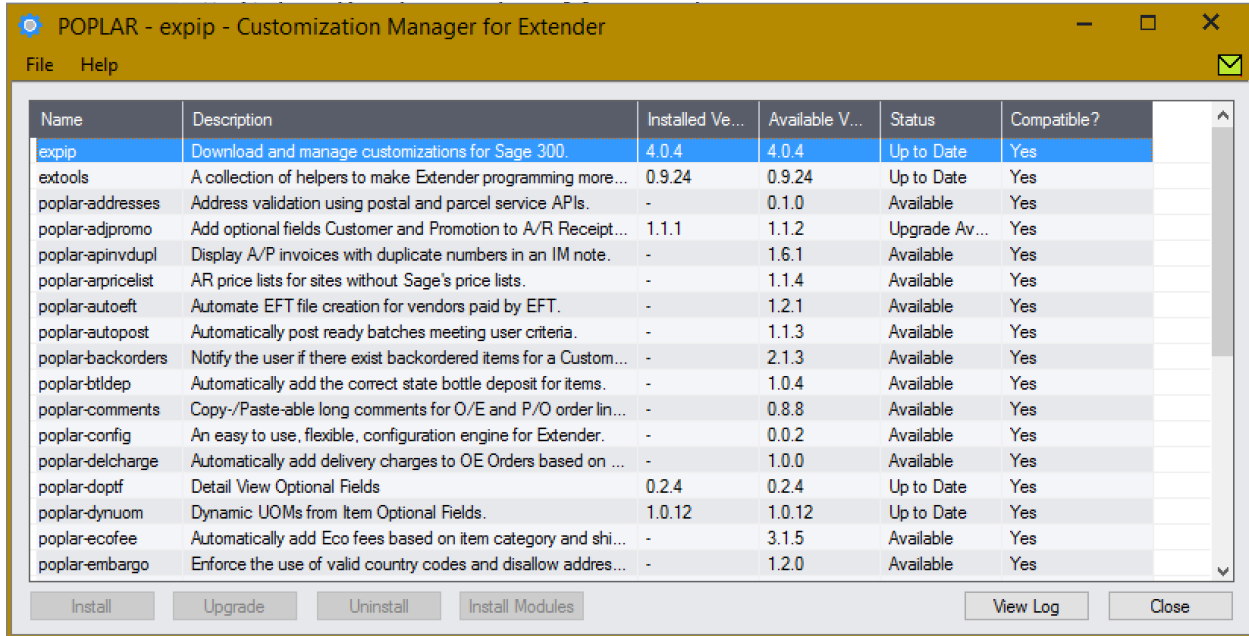 POPLAR - expip - Customization Manager for Extender
File Help
Name Description Installed Ve... Available V... Status Compatible?
expip Download and manage customizations for Sage 300. 4.0.4 4.0.4 Up to Date Yes
extools A collection of helpers to make Extender programming more... 0.9.24 0.9.24 Up to Date Yes
poplar-addresses Address validation using postal and parcel service APIs. - 0.1.0 Available Yes
poplar-adjpromo Add optional fields Customer and Promotion to A/R Receipt... 1.1.1 1.1.2 Upgrade Av... Yes
poplar-apinvdupl Display A/P invoices with duplicate numbers in an IM note. - 1.6.1 Available Yes
poplar-arpricelist AR price lists for sites without Sage's price lists. - 1.1.4 Available Yes
poplar-autoeft Automate EFT file creation for vendors paid by EFT. - 1.2.1 Available Yes
poplar-autopost Automatically post ready batches meeting user criteria. - 1.1.3 Available Yes
poplar-backorders Notify the user if there exist backordered items for a Custom... - 2.1.3 Available Yes
poplar-btldep Automatically add the correct state bottle deposit for items. - 1.0.4 Available Yes
poplar-comments Copy-/Paste-able long comments for O/E and P/O order lin... - 0.8.8 Available Yes
poplar-config An easy to use, flexible, configuration engine for Extender. - 0.0.2 Available Yes
poplar-delcharge Automatically add delivery charges to OE Orders based on ... - 1.0.0 Available Yes
poplar-doptf Detail View Optional Fields 0.2.4 0.2.4 Up to Date Yes
poplar-dynuom Dynamic UOMs from Item Optional Fields. 1.0.12 1.0.12 Up to Date Yes
poplar-ecofee Automatically add Eco fees based on item category and shi... - 3.1.5 Available Yes
poplar-embargo Enforce the use of valid country codes and disallow addres... - 1.2.0 Available Yes
Install Upgrade Uninstall Install Modules View Log Close